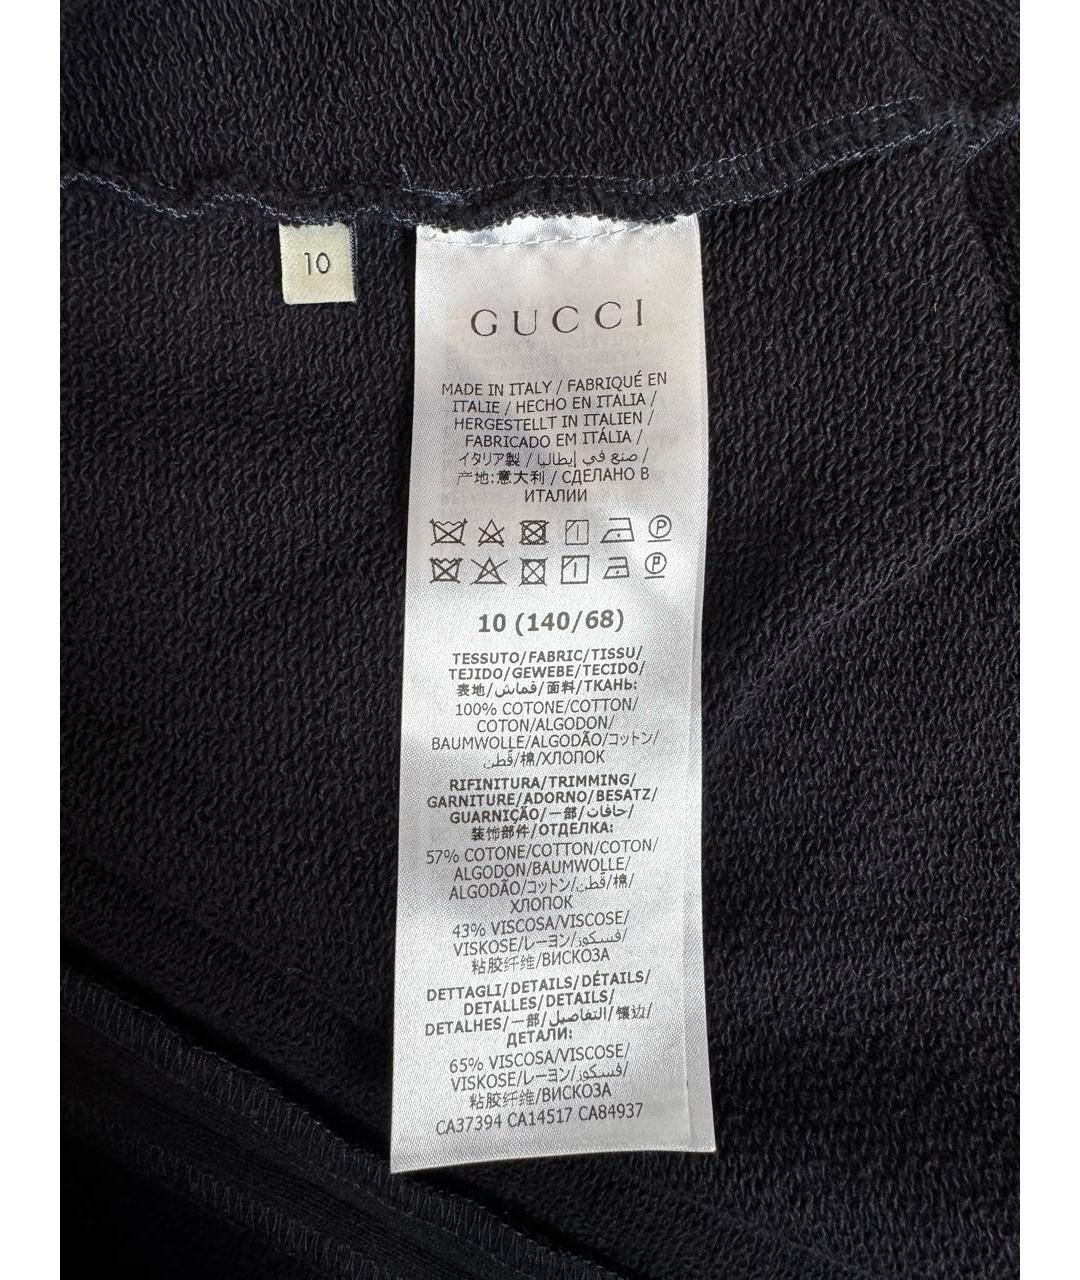 10
GUCCI
MADE IN ITALY / FABRIQUÉ EN
ITALIE / HECHO EN ITALIA /
HERGESTELLT IN ITALIEN /
FABRICADO EM ITÁLIA /
イタリア製 / صنع في إيطاليا /
产地:意大利 / СДЕЛАНО В
ИТАЛИИ
10 (140/68)
TESSUTO/FABRIC/TISSU/
TEJIDO/GEWEBE/TECIDO/
表地/قماش/面料/ТКАНЬ:
100% COTONE/COTTON/
COTON/ALGODON/
BAUMWOLLE/ALGODÃO/コットン/
قُطن/棉/ХЛОПОК
RIFINITURA/TRIMMING/
GARNITURE/ADORNO/BESATZ/
GUARNIÇÃO/一部/حافات/
装饰部件/ОТДЕЛКА:
57% COTONE/COTTON/COTON/
ALGODON/BAUMWOLLE/
ALGODÃO/コットン/قُطن/棉/
ХЛОПОК
43% VISCOSA/VISCOSE/
VISKOSE/レーヨン/فسكوز/
粘胶纤维/ВИСКОЗА
DETTAGLI/DETAILS/DÉTAILS/
DETALLES/DETAILS/
DETALHES/一部/التفاصيل/镶边/
ДЕТАЛИ:
65% VISCOSA/VISCOSE/
VISKOSE/レーヨン/فسكوز/
粘胶纤维/ВИСКОЗА
CA37394 CA14517 CA84937